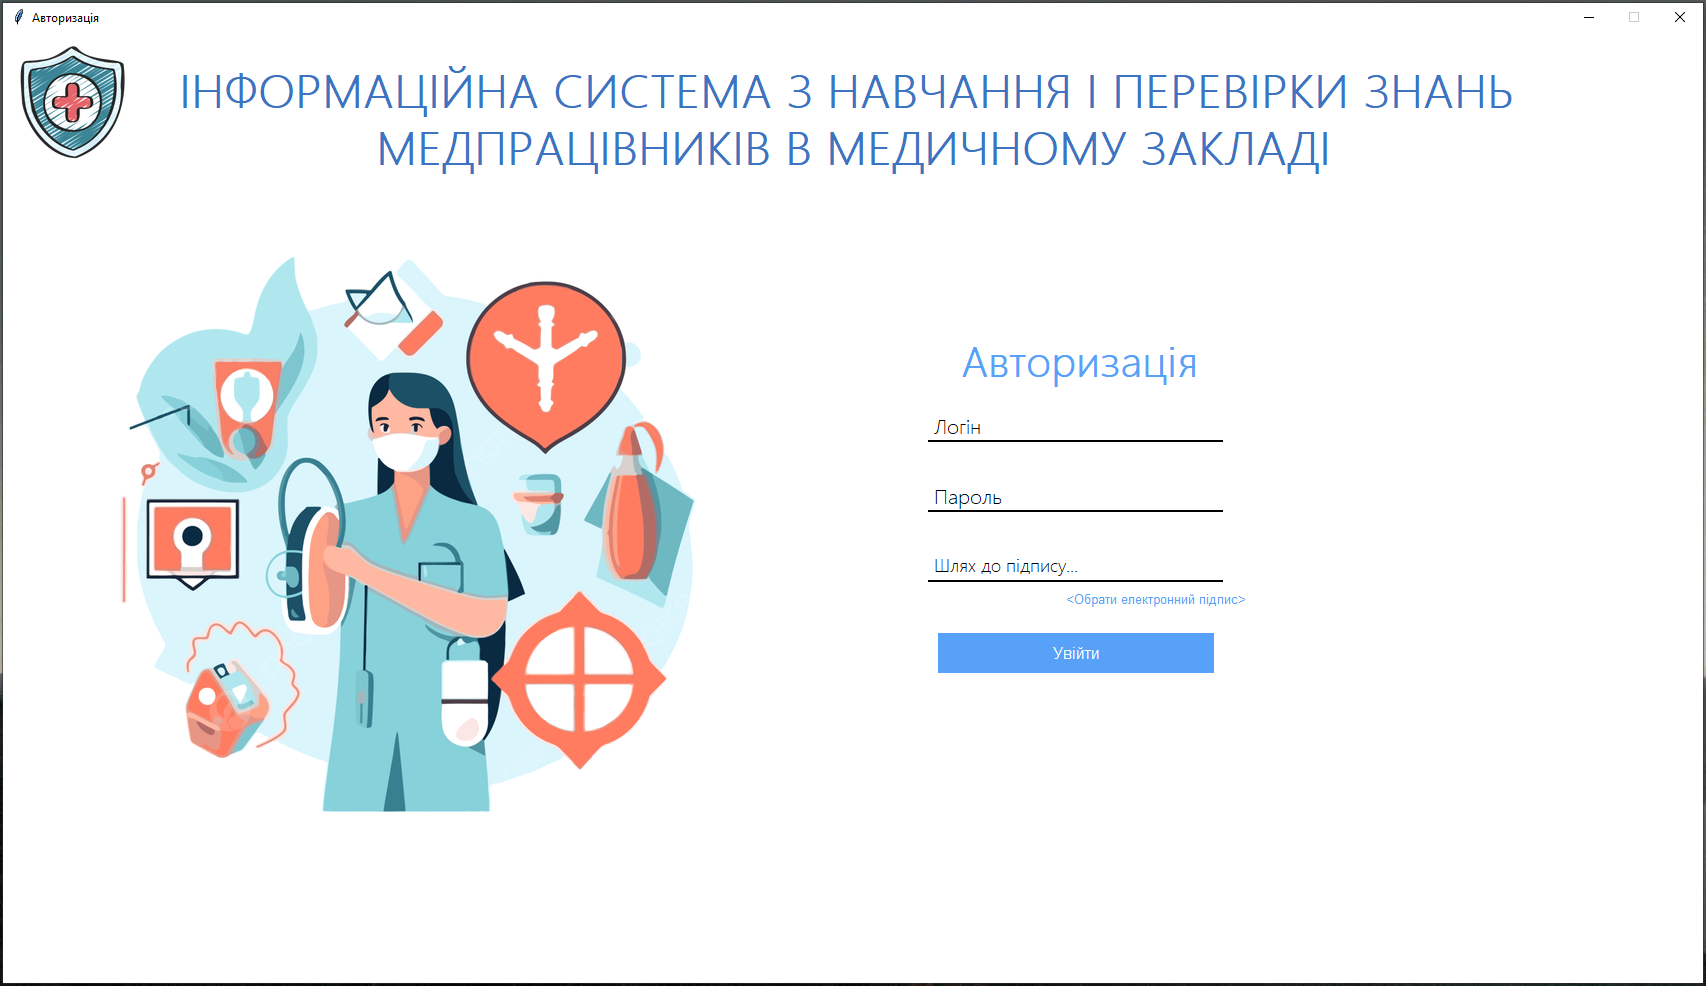 Авторизація
ІНФОРМАЦІЙНА СИСТЕМА З НАВЧАННЯ І ПЕРЕВІРКИ ЗНАНЬ
МЕДПРАЦІВНИКІВ В МЕДИЧНОМУ ЗАКЛАДІ
Авторизація
Логін
Пароль
Шлях до підпису...
<Обрати електронний підпис>
Увійти